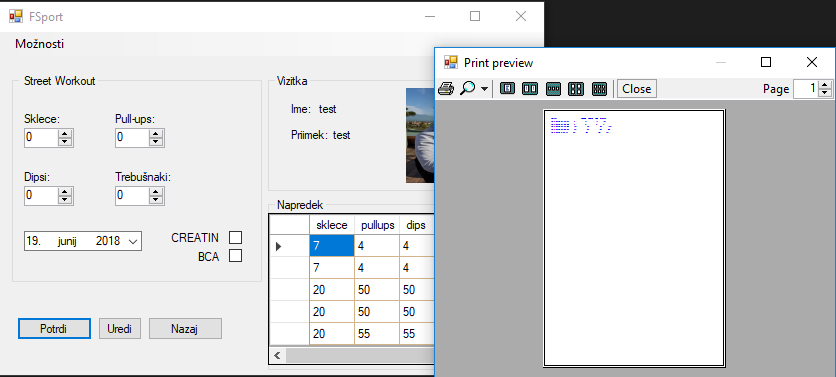 FSport
Možnosti
Street Workout
Sklece:
Pull-ups:
0
0
Dipsi:
Trebušnaki:
0
0
19. junij 2018
CREATIN
BCA
Potrdi
Uredi
Nazaj
Vizitka
Ime: test
Priimek: test
Napredek
sklece pullups dips
7 4 4
7 4 4
20 50 50
20 50 50
20 55 55
Print preview
Close
Page 1